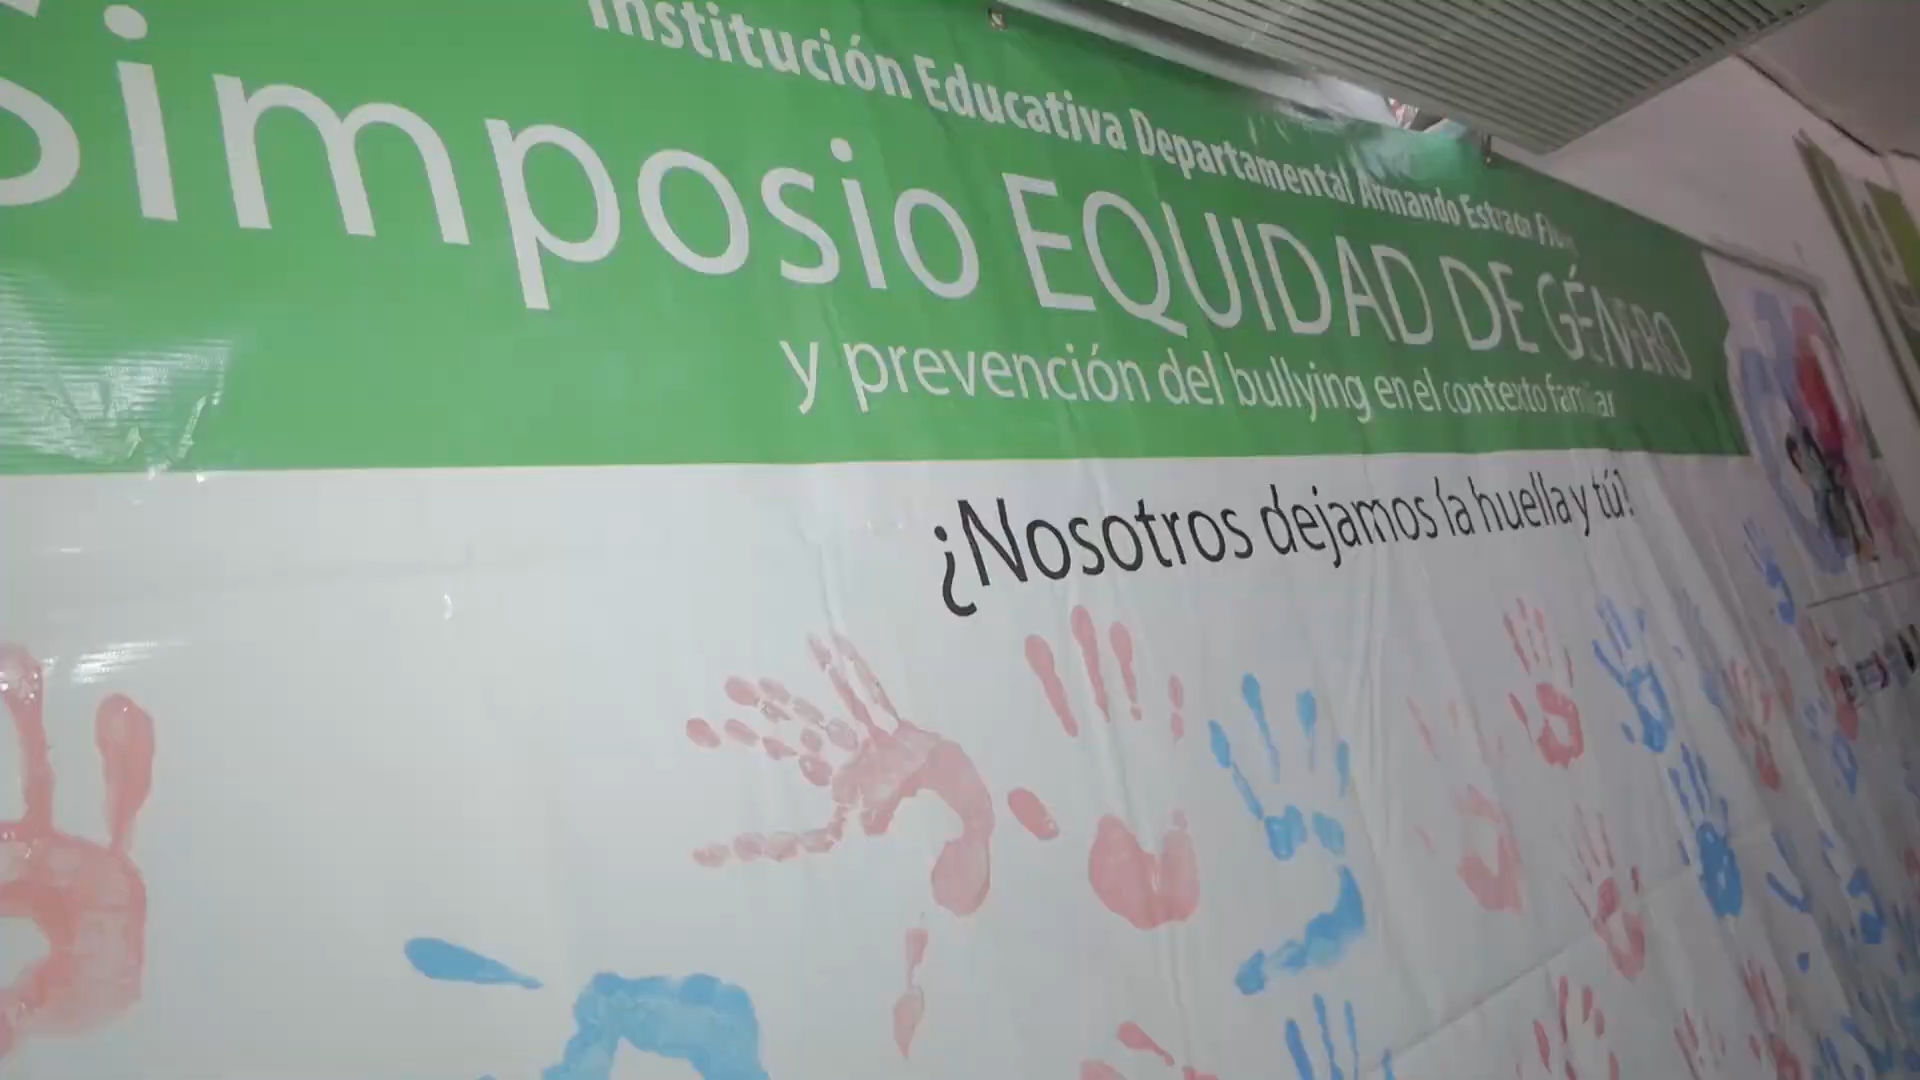 Institución Educativa Departamental Armando Estrada
Simposio EQUIDAD DE GÉNERO
y prevención del bullying en el contexto familiar
¿Nosotros dejamos la huella y tú?